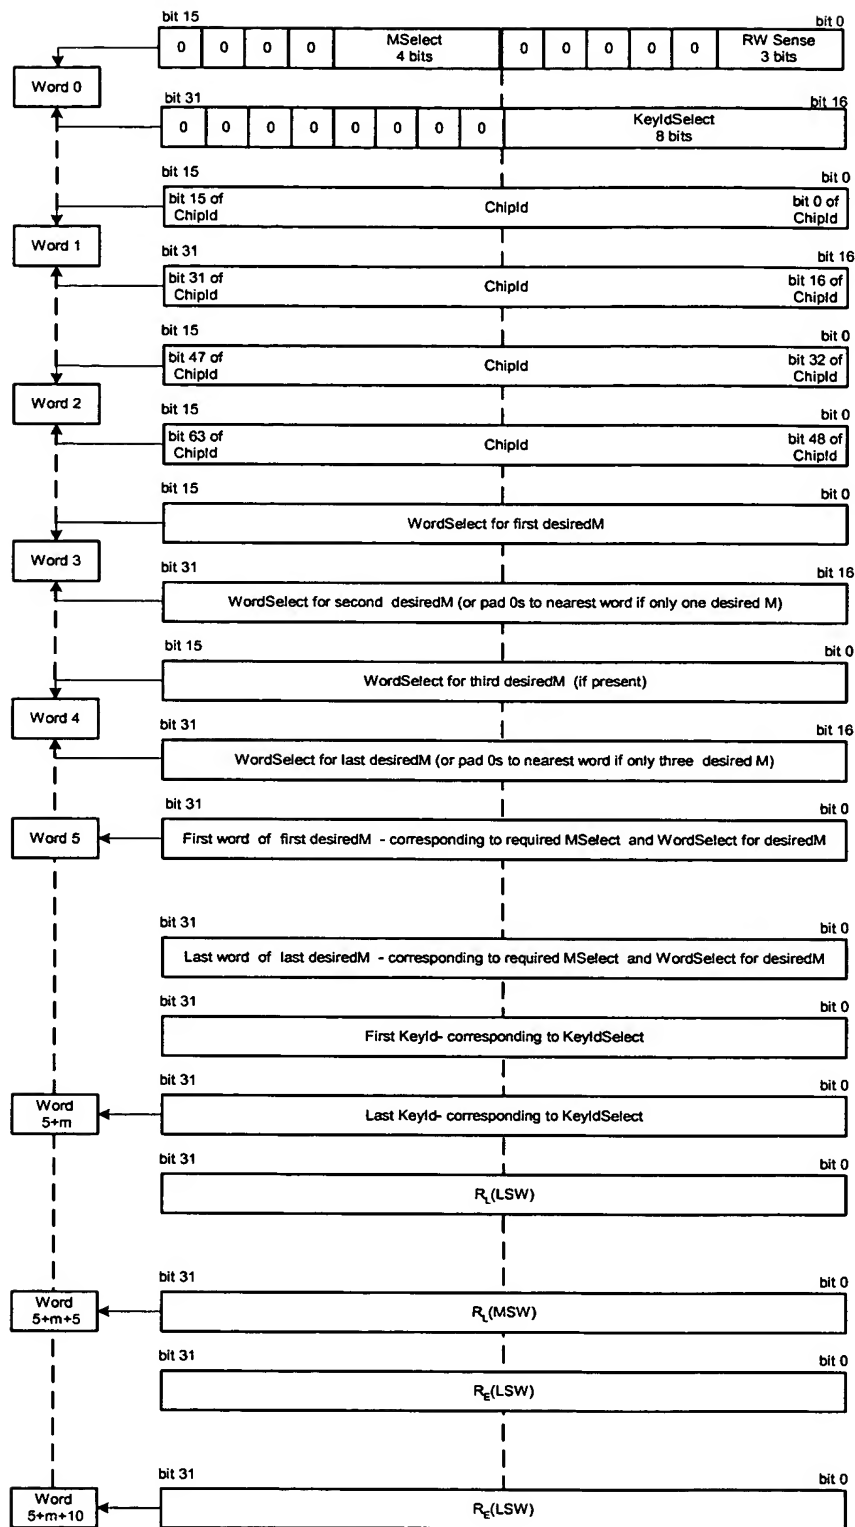 bit 15
bit 0
0 0 0 0 MSelect 0 0 0 0 0 RW Sense
4 bits 3 bits
Word 0
bit 31
bit 16
0 0 0 0 0 0 0 0 KeyIdSelect
8 bits
bit 15
bit 0
bit 15 of ChipId bit 0 of
ChipId ChipId
Word 1
bit 31
bit 16
bit 31 of ChipId bit 16 of
ChipId ChipId
bit 15
bit 0
bit 47 of ChipId bit 32 of
ChipId ChipId
Word 2
bit 15
bit 0
bit 63 of ChipId bit 48 of
ChipId ChipId
bit 15
bit 0
WordSelect for first desiredM
Word 3
bit 31
bit 16
WordSelect for second desiredM (or pad 0s to nearest word if only one desired M)
bit 15
bit 0
WordSelect for third desiredM (if present)
Word 4
bit 31
bit 16
WordSelect for last desiredM (or pad 0s to nearest word if only three desired M)
bit 31
bit 0
Word 5
First word of first desiredM - corresponding to required MSelect and WordSelect for desiredM
bit 31
bit 0
Last word of last desiredM - corresponding to required MSelect and WordSelect for desiredM
bit 31
bit 0
First KeyId- corresponding to KeyIdSelect
bit 31
bit 0
Word
5+m
Last KeyId- corresponding to KeyIdSelect
bit 31
bit 0
RL(LSW)
bit 31
bit 0
Word
5+m+5
RL(MSW)
bit 31
bit 0
RE(LSW)
bit 31
bit 0
Word
5+m+10
RE(LSW)